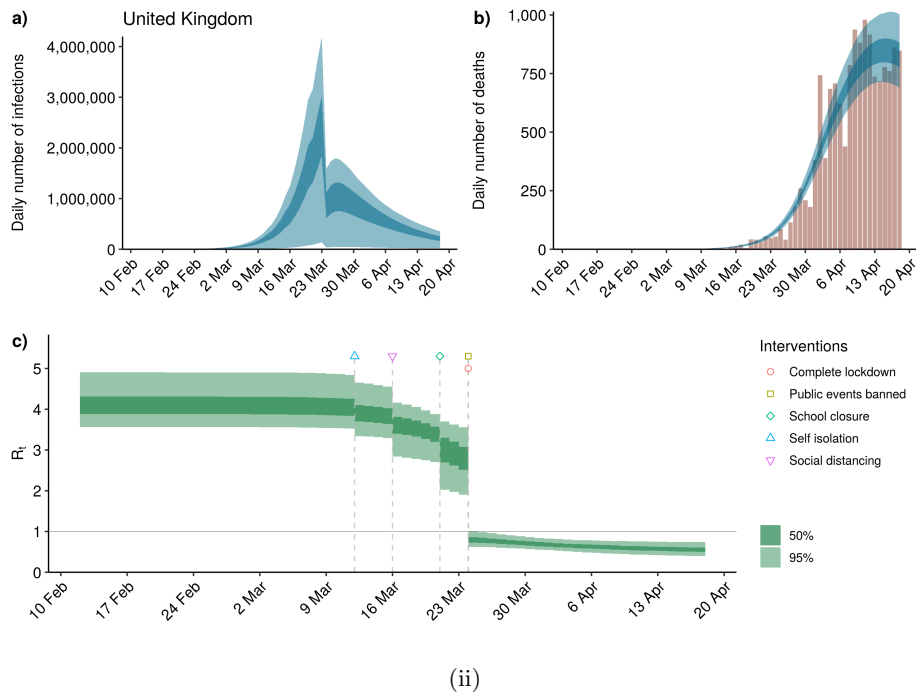 a) United Kingdom
Daily number of infections
4,000,000
3,000,000
2,000,000
1,000,000
0
10 Feb 17 Feb 24 Feb 2 Mar 9 Mar 16 Mar 23 Mar 30 Mar 6 Apr 13 Apr 20 Apr
b)
Daily number of deaths
1,000
750
500
250
0
10 Feb 17 Feb 24 Feb 2 Mar 9 Mar 16 Mar 23 Mar 30 Mar 6 Apr 13 Apr 20 Apr
c)
Rt
5
4
3
2
1
0
10 Feb 17 Feb 24 Feb 2 Mar 9 Mar 16 Mar 23 Mar 30 Mar 6 Apr 13 Apr 20 Apr
Interventions
Complete lockdown
Public events banned
School closure
Self isolation
Social distancing
50%
95%
(ii)